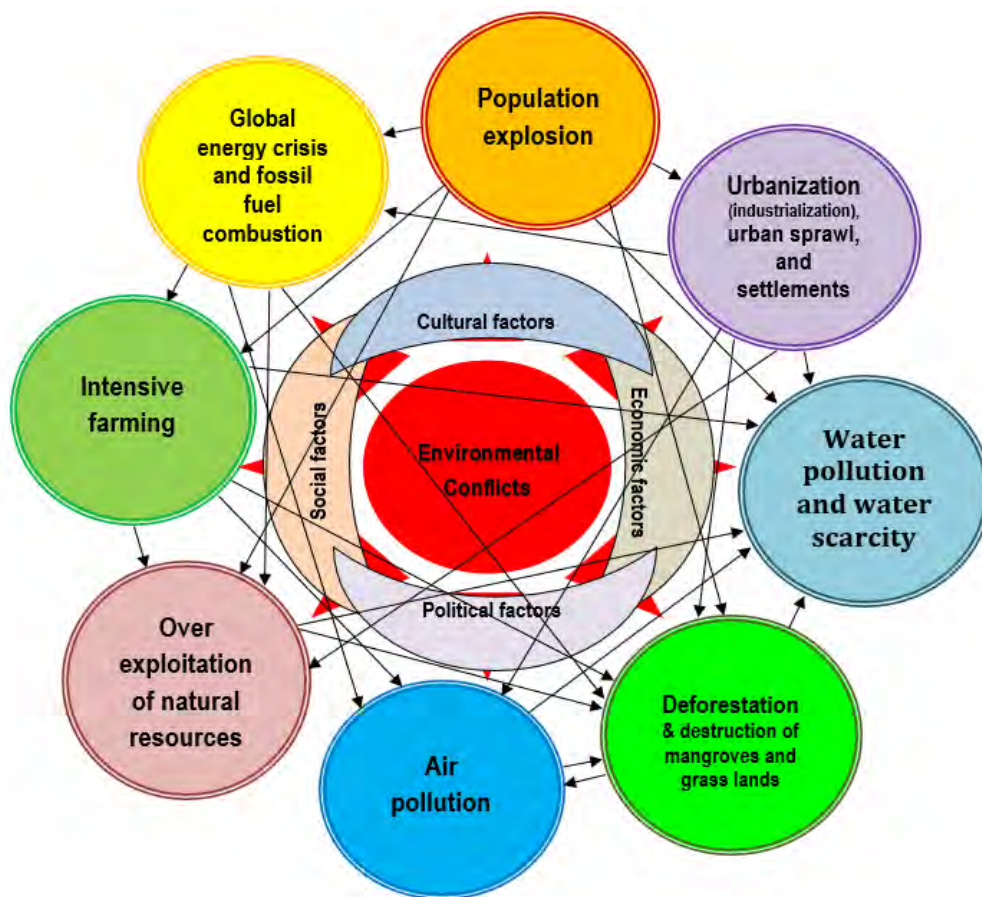 Population
explosion
Global
energy crisis
and fossil
fuel
combustion
Urbanization
(industrialization),
urban sprawl,
and
settlements
Cultural factors
Intensive
farming
Social factors
Environmental
Conflicts
Economic factors
Water
pollution
and water
scarcity
Political factors
Over
exploitation
of natural
resources
Deforestation
& destruction of
mangroves and
grass lands
Air
pollution